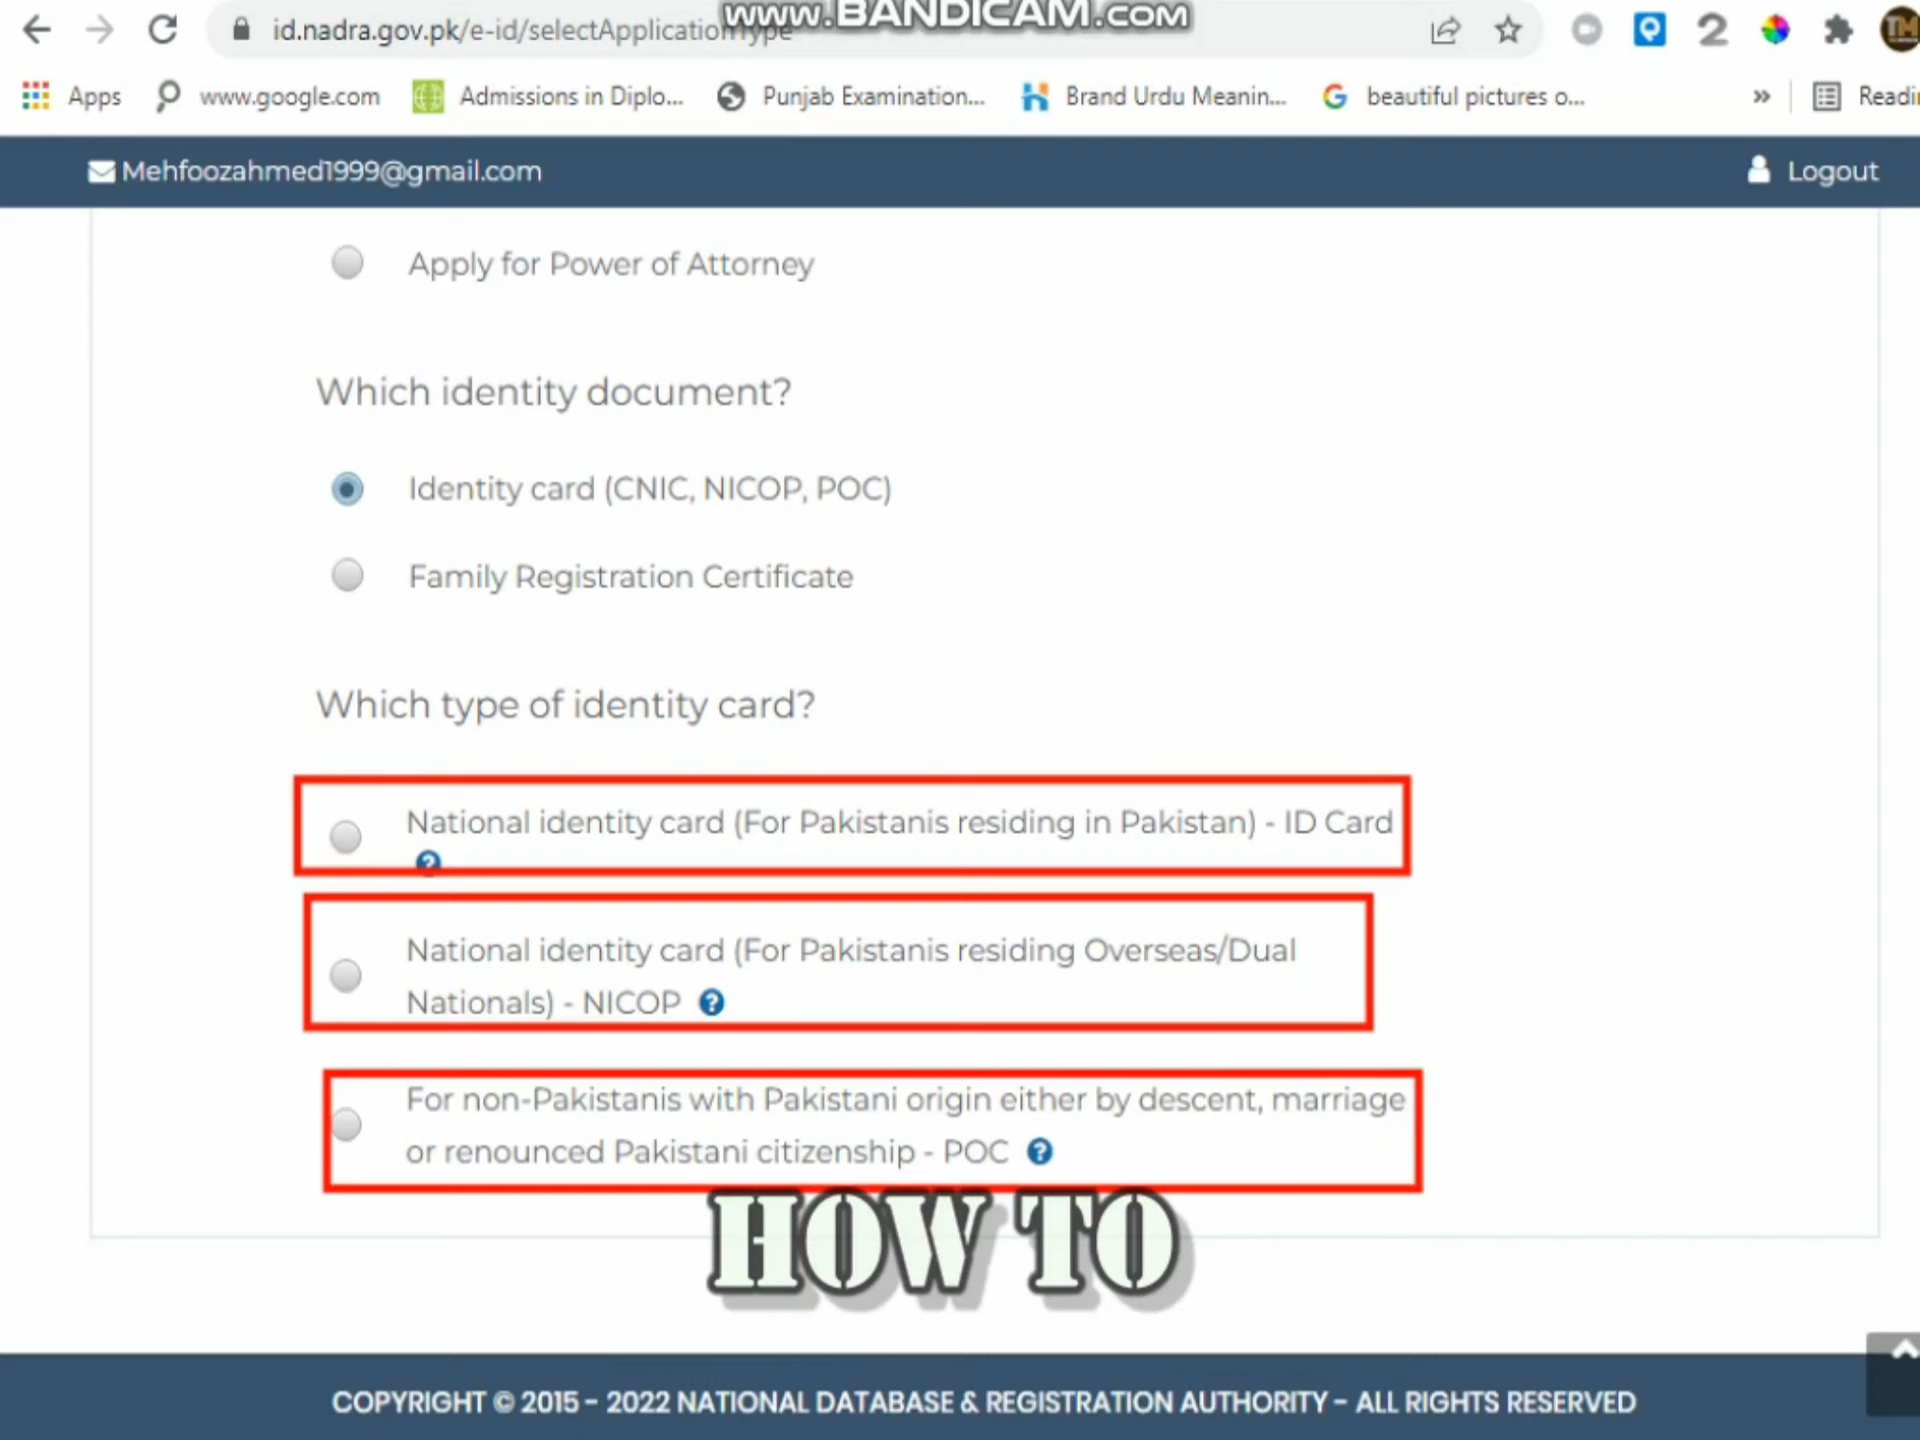 www.BANDICAM.com
id.nadra.gov.pk/e-id/selectApplicationType
Apps
www.google.com
Admissions in Diplo...
Punjab Examination...
Brand Urdu Meanin...
beautiful pictures o...
»
Readi
Mehfoozahmed1999@gmail.com
Logout
Apply for Power of Attorney
Which identity document?
Identity card (CNIC, NICOP, POC)
Family Registration Certificate
Which type of identity card?
National identity card (For Pakistanis residing in Pakistan) - ID Card
?
National identity card (For Pakistanis residing Overseas/Dual
Nationals) - NICOP ?
For non-Pakistanis with Pakistani origin either by descent, marriage
or renounced Pakistani citizenship - POC ?
HOW TO
COPYRIGHT © 2015 - 2022 NATIONAL DATABASE & REGISTRATION AUTHORITY - ALL RIGHTS RESERVED